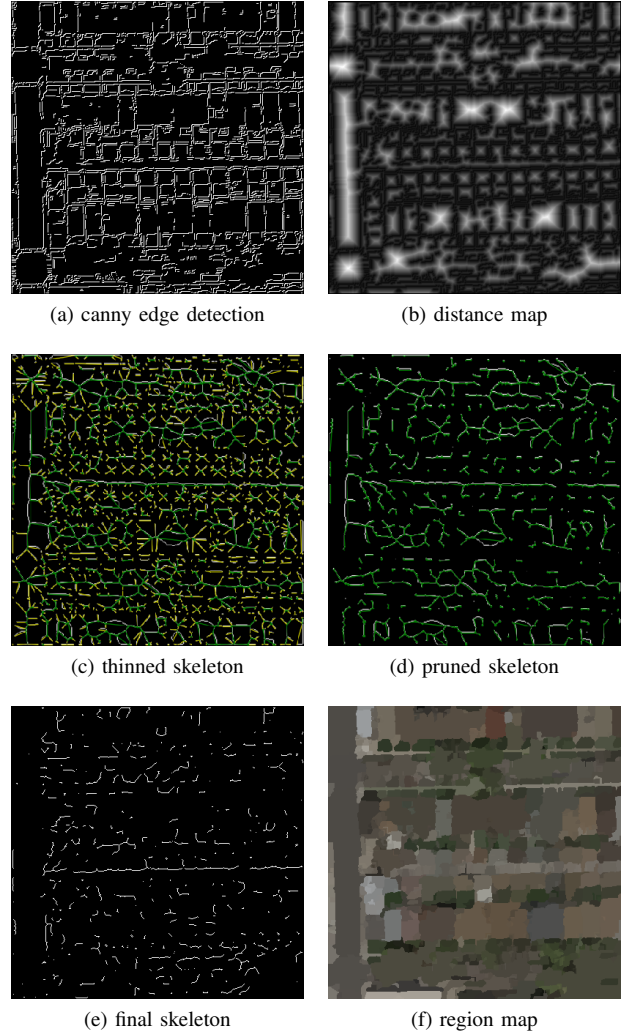 (a) canny edge detection
(b) distance map
(c) thinned skeleton
(d) pruned skeleton
(e) final skeleton
(f) region map